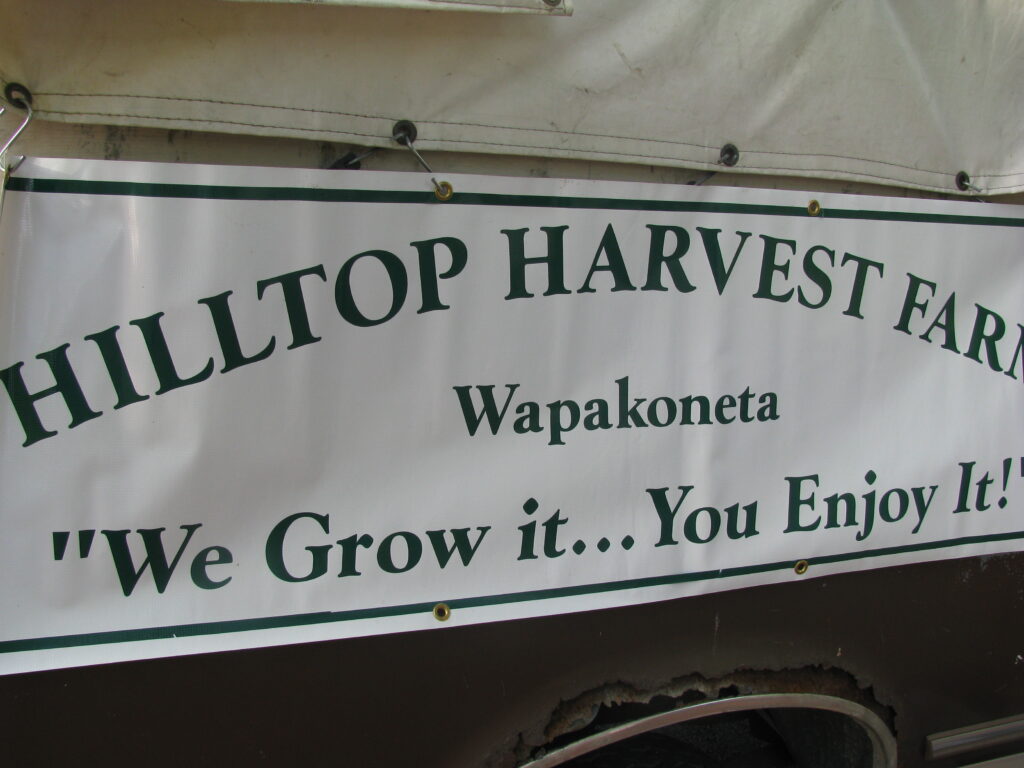 HILLTOP HARVEST FARM
Wapakoneta
"We Grow it...You Enjoy It!"